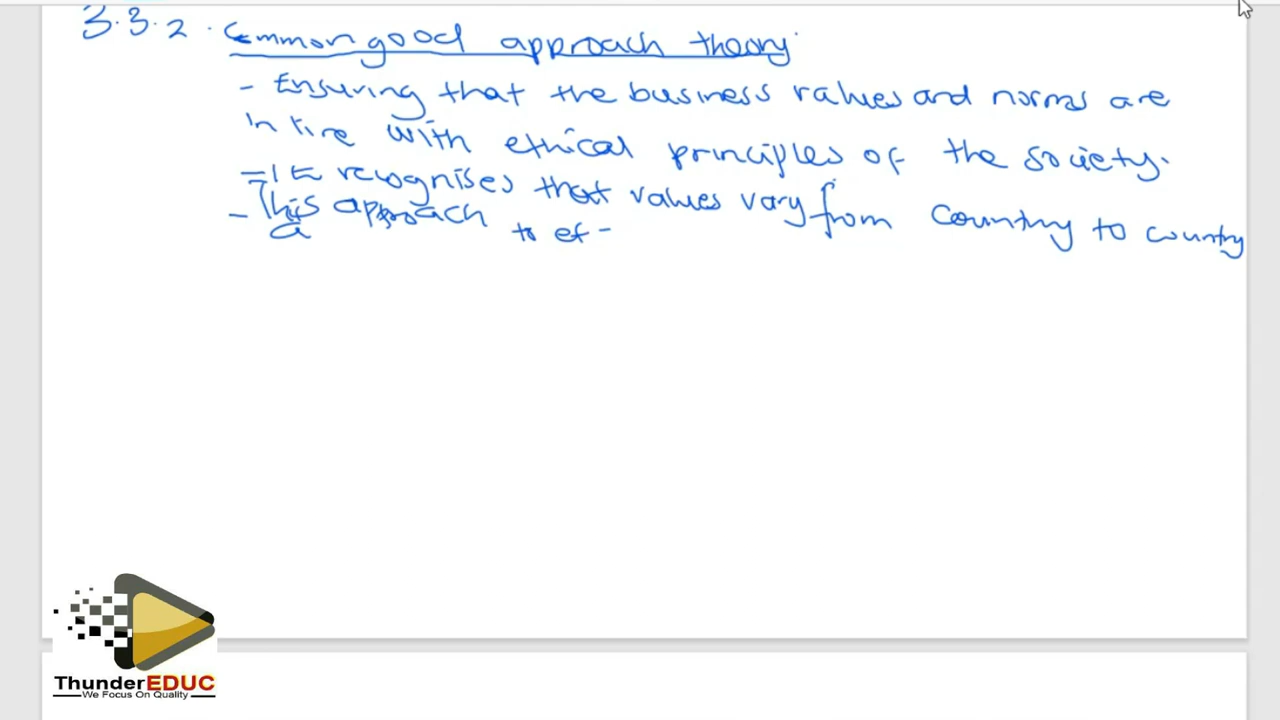 3.3.2. Common good approach theory
- Ensuring that the business values and norms are
in line with ethical principles of the society.
- It recognises that values vary from country to country
- This approach to
a
ThunderEDUC
We Focus On Quality